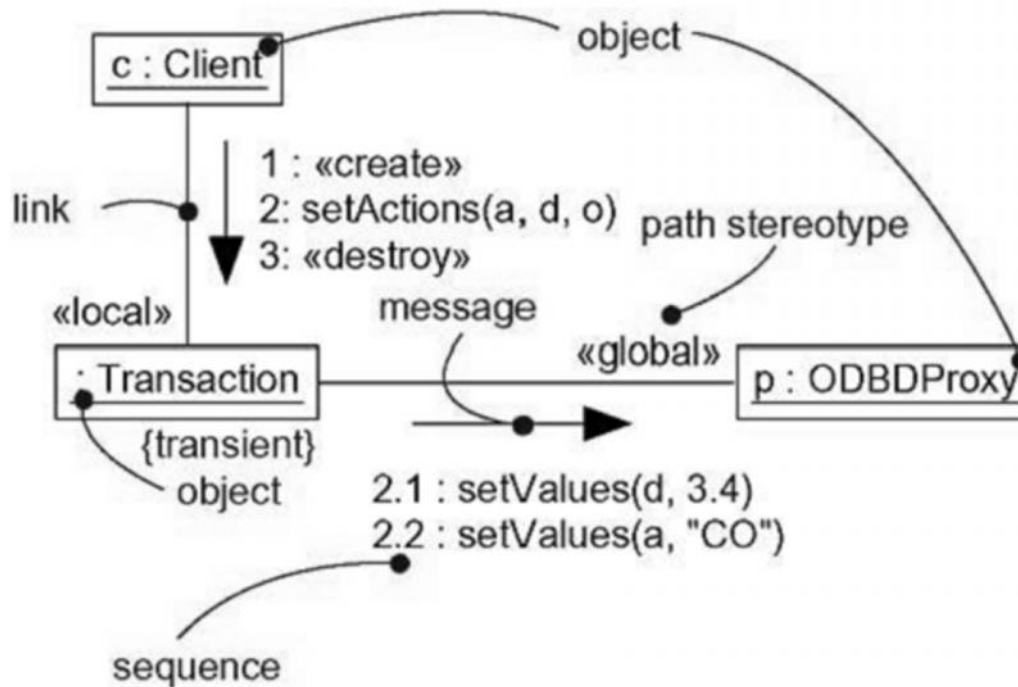 object
c : Client
1 : «create»
link
2: setActions(a, d, o)
path stereotype
3: «destroy»
message
«local»
«global»
: Transaction
p : ODBDProxy
{transient}
object
2.1 : setValues(d, 3.4)
2.2 : setValues(a, "CO")
sequence